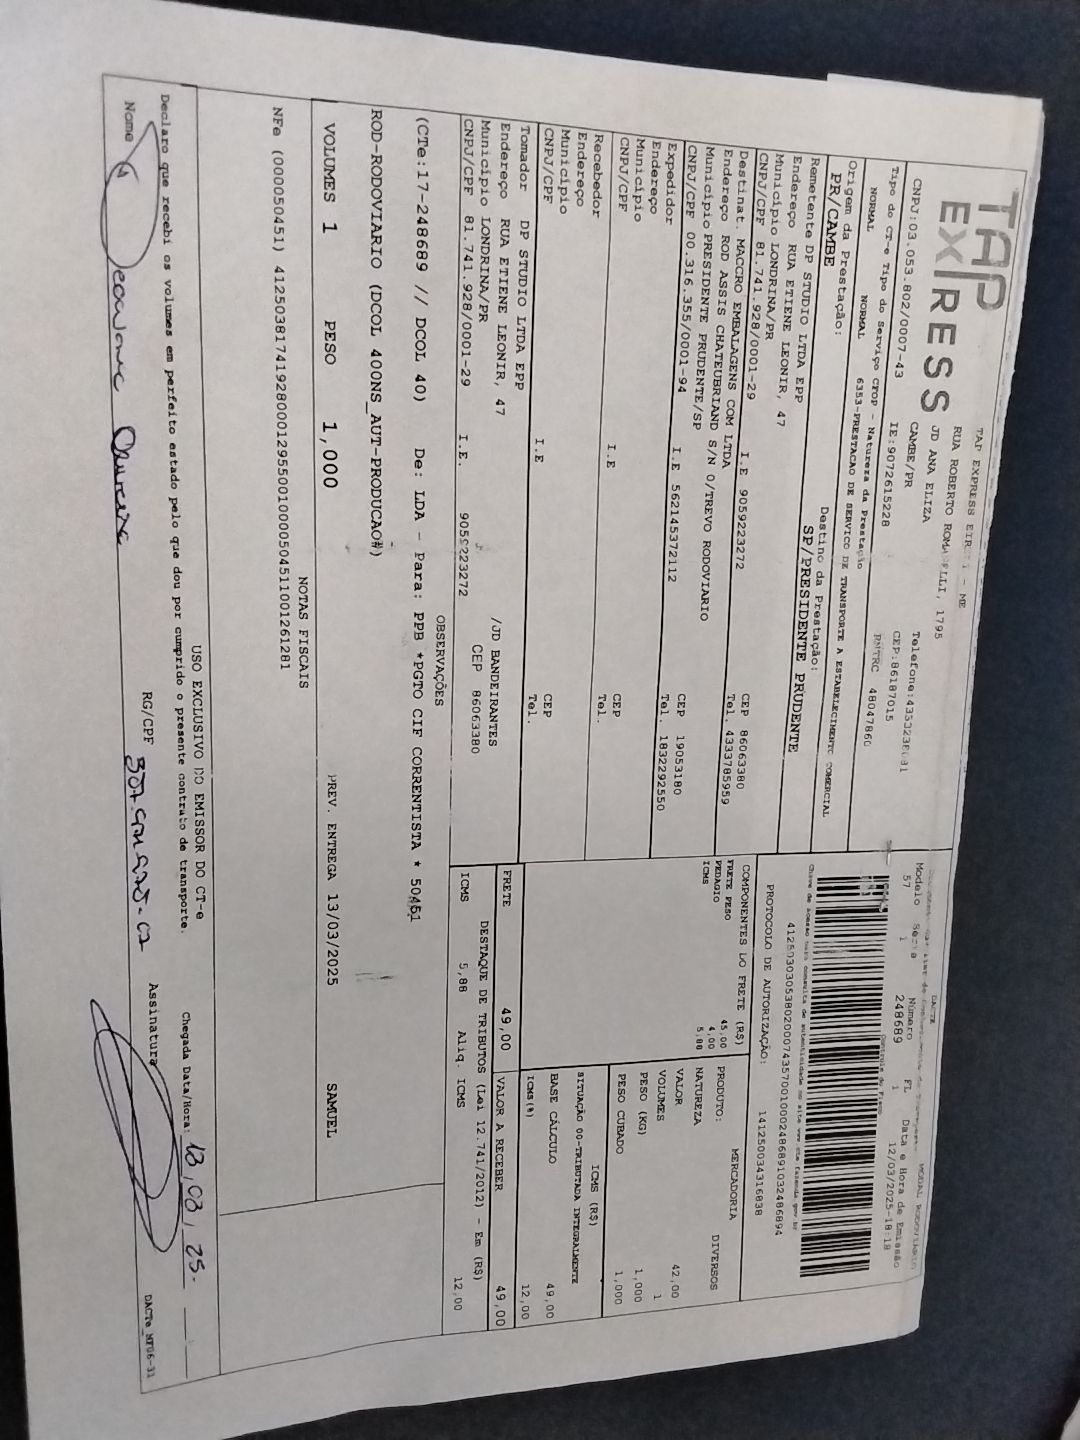 TAP
EXPRESS
TAP EXPRESS - ME
RUA ROBERTO 1795
JD ANA ELIZA
CAMBE/PR
CNPJ:03.053.802/0007-43
IE:9072615228
CEP:86187015
RNTRC 48047860
Tipo do CT-e Tipo do Serviço CFOP - Natureza da Prestação
NORMAL NORMAL 6353-PRESTACAO DE SERVICO DE TRANSPORTE A ESTABELECIMENTO COMERCIAL
Origem da Prestação: Destino da Prestação:
PR/CAMBE SP/PRESIDENTE PRUDENTE
Remetente DP STUDIO LTDA EPP
Endereço RUA ETIENE LEONIR, 47
Município LONDRINA/PR CEP 86063380
CNPJ/CPF 81.741.928/0001-29 I.E 9059223272 Tel. 4333785959
Destinat. MACCRO EMBALAGENS COM LTDA
Endereço ROD ASSIS CHATEUBRIAND S/N 0/TREVO RODOVIARIO
Município PRESIDENTE PRUDENTE/SP CEP 19053180
CNPJ/CPF 00.316.355/0001-94 I.E 562145372112 Tel. 1832292550
Expedidor
Endereço
Município CEP
CNPJ/CPF I.E Tel.
Recebedor
Endereço
Município CEP
CNPJ/CPF I.E Tel.
Tomador DP STUDIO LTDA EPP
Endereço RUA ETIENE LEONIR, 47 /JD BANDEIRANTES
Município LONDRINA/PR CEP 86063380
CNPJ/CPF 81.741.928/0001-29 I.E. 9059223272
Modelo Série Número FL Data e Hora de Emissão
57 1 248689 1 12/03/2025-18:18
Controle do Fisco
PROTOCOLO DE AUTORIZAÇÃO: 141250034316838
COMPONENTES DO FRETE (R$)
FRETE PESO 45,00
PEDAGIO 4,00
ICMS 5,88
PRODUTO: MERCADORIA
NATUREZA DIVERSOS
VALOR 42,00
VOLUMES 1
PESO (KG) 1,000
PESO CUBADO 1,000
ICMS (R$)
SITUAÇÃO 00-TRIBUTADA INTEGRALMENTE
BASE CÁLCULO 49,00
ICMS(%) 12,00
FRETE 49,00 VALOR A RECEBER 49,00
DESTAQUE DE TRIBUTOS (Lei 12.741/2012) - Em (R$)
ICMS 5,88 Aliq. ICMS 12,00
OBSERVAÇÕES
(CTe:17-248689 // DCOL 40) De: LDA - Para: PPB *PGTO CIF CORRENTISTA * 50451
ROD-RODOVIARIO (DCOL 400NS_AUT-PRODUCAO#)
VOLUMES 1 PESO 1,000 PREV. ENTREGA 13/03/2025 SAMUEL
NOTAS FISCAIS
NFe (000050451) 41250381741928000129550010000504511001261281
USO EXCLUSIVO DO EMISSOR DO CT-e
Declaro que recebi os volumes em perfeito estado pelo que dou por cumprido o presente contrato de transporte. Chegada Data/Hora: 13,03,25
Nome RG/CPF Assinatura